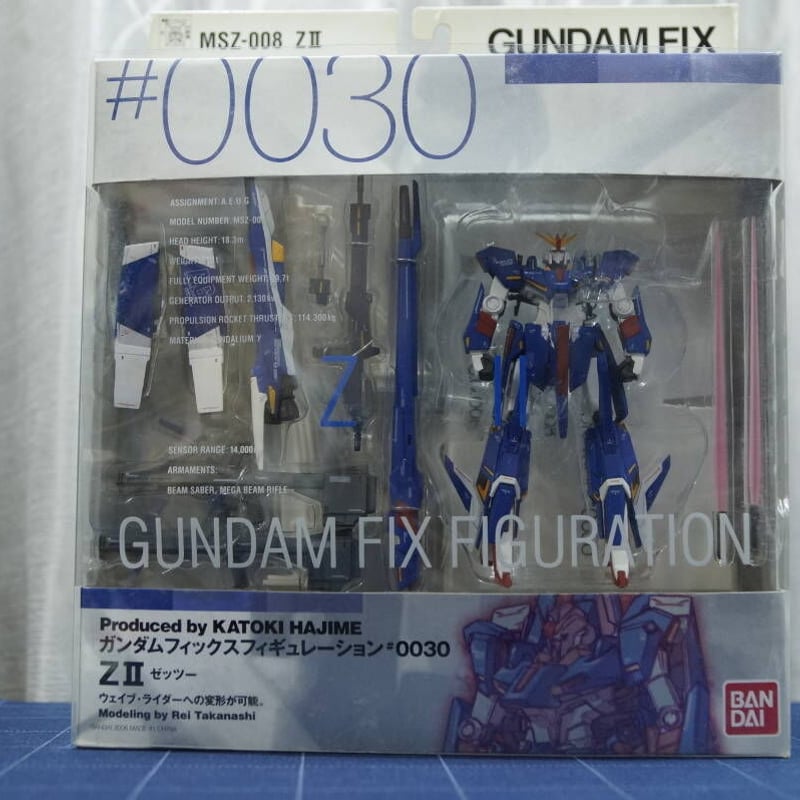 MSZ-008 ZⅡ
GUNDAM FIX
#0030
ASSIGNMENT: A.E.U.G
MODEL NUMBER: MSZ-00
HEAD HEIGHT: 18.3m
FULLY EQUIPMENT WEIGHT:
GENERATOR OUTPUT: 2,130
PROPULSION ROCKET THRUSTERS: 114,300kg
Z
SENSOR RANGE: 14,000
ARMAMENTS:
BEAM SABER, MEGA BEAM RIFLE
GUNDAM FIX FIGURATION
Produced by KATOKI HAJIME
ガンダムフィックスフィギュレーション#0030
ZⅡ ゼッツー
ウェイブ・ライダーへの変形が可能。
Modeling by Rei Takanashi
BAN
DAI